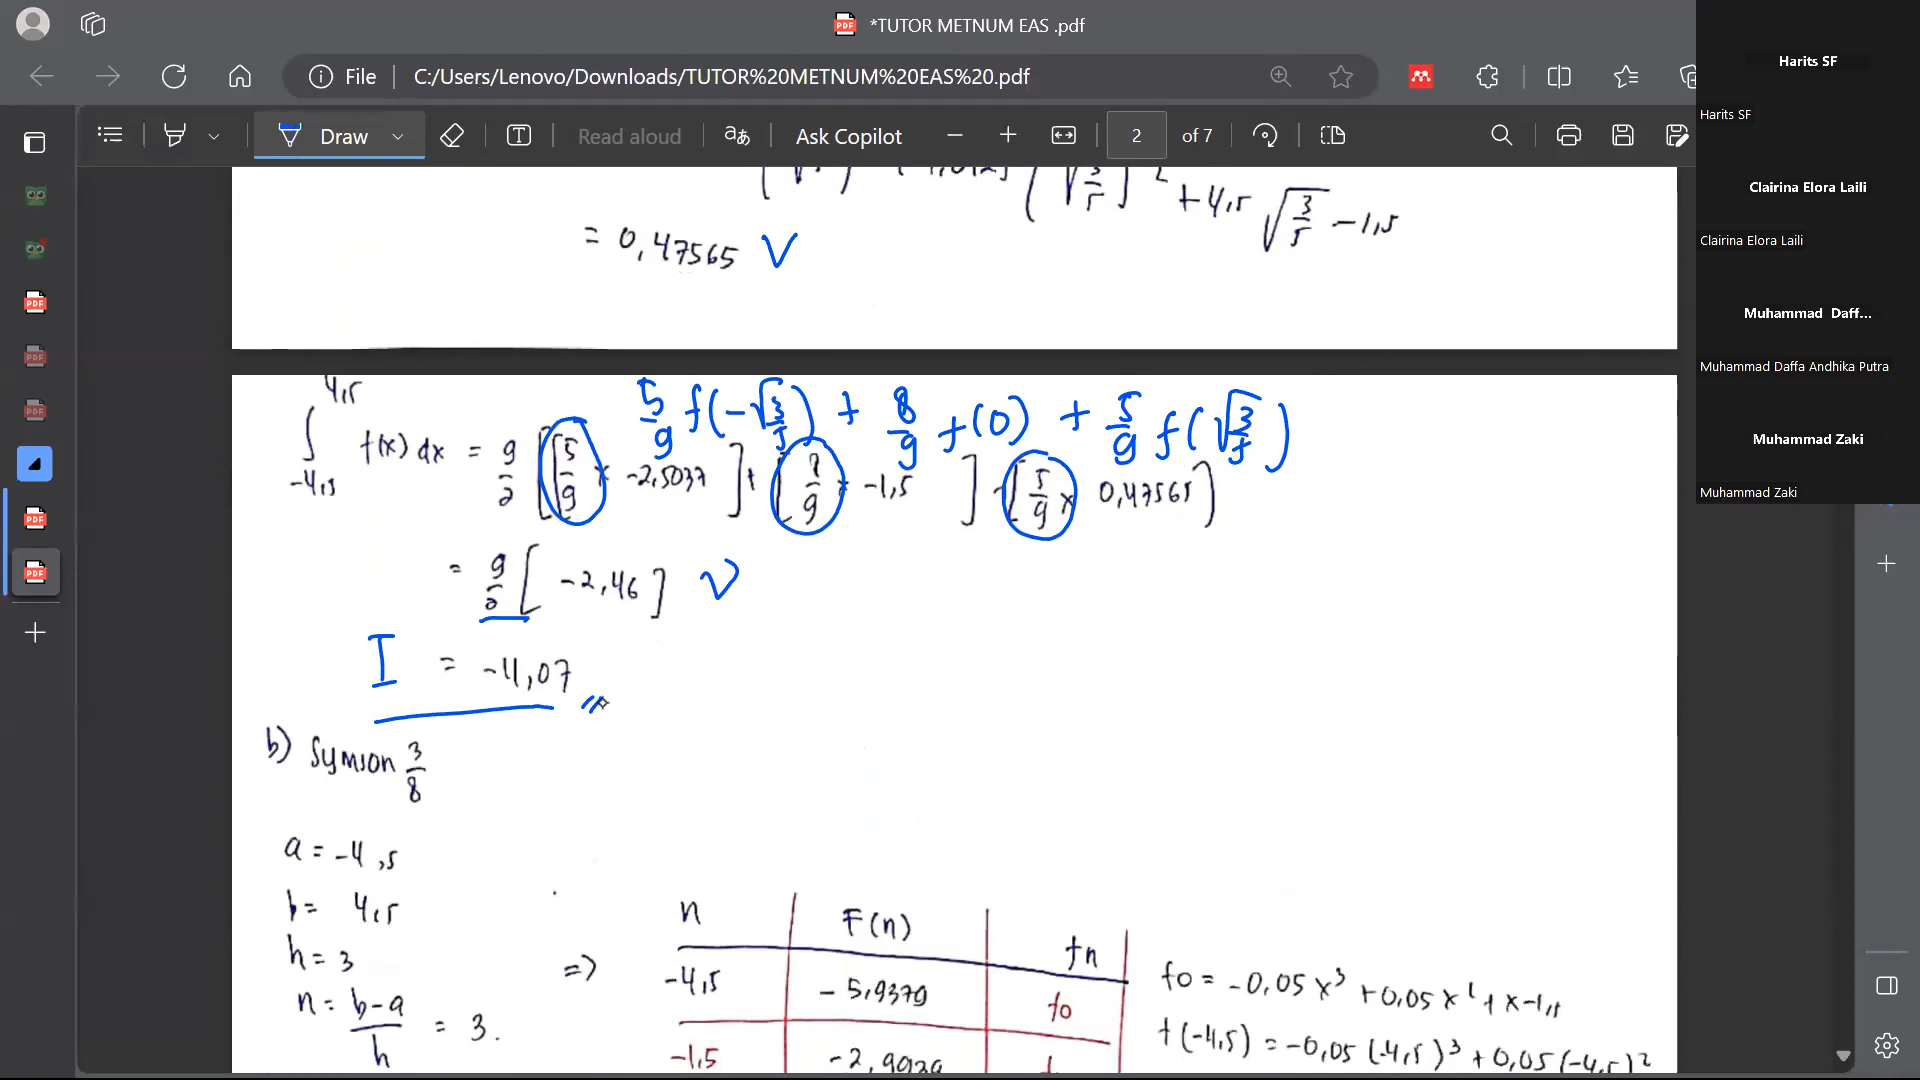 *TUTOR METNUM EAS .pdf
File C:/Users/Lenovo/Downloads/TUTOR%20METNUM%20EAS%20.pdf
Draw Read aloud Ask Copilot 2 of 7
Harits SF
Harits SF
Clairina Elora Laili
Clairina Elora Laili
Muhammad Daff...
Muhammad Daffa Andhika Putra
Muhammad Zaki
Muhammad Zaki
+4,5 √3/5 -1,5
= 0,47565 V
5/9 f(-√3/5) + 8/9 f(0) + 5/9 f(√3/5)
∫ 4,5 -4,5 f(x) dx = 9/2 [[5/9 × -2,5037] + [8/9 × -1,5] + [5/9 × 0,47565]
= 9/2 [-2,46] V
I = -11,07
b) Sympson 3/8
a = -4,5
b = 4,5
h = 3
n = b-a/h = 3.
=>
n F(n) fn
-4,5 -5,9379 fo
-1,5
fo = -0,05 x³ + 0,05 x² + x - 1,5
f(-4,5) = -0,05 (-4,5)³ + 0,05 (-4,5)²